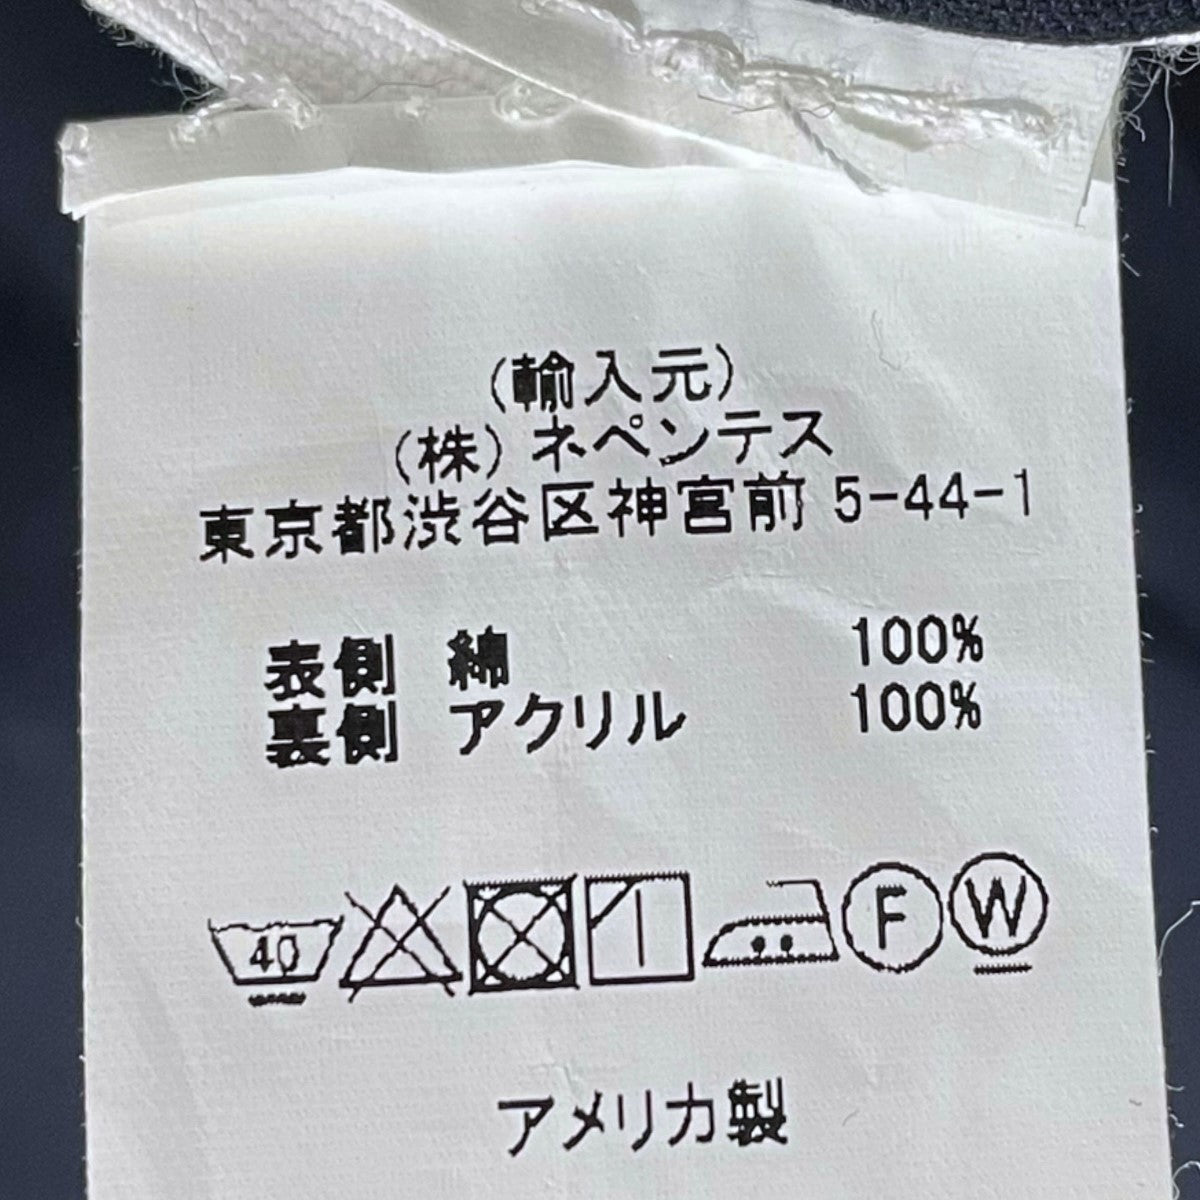 (輸入元)
(株)ネペンテス
東京都渋谷区神宮前 5-44-1
表側 綿 100%
裏側 アクリル 100%
40 F W
アメリカ製